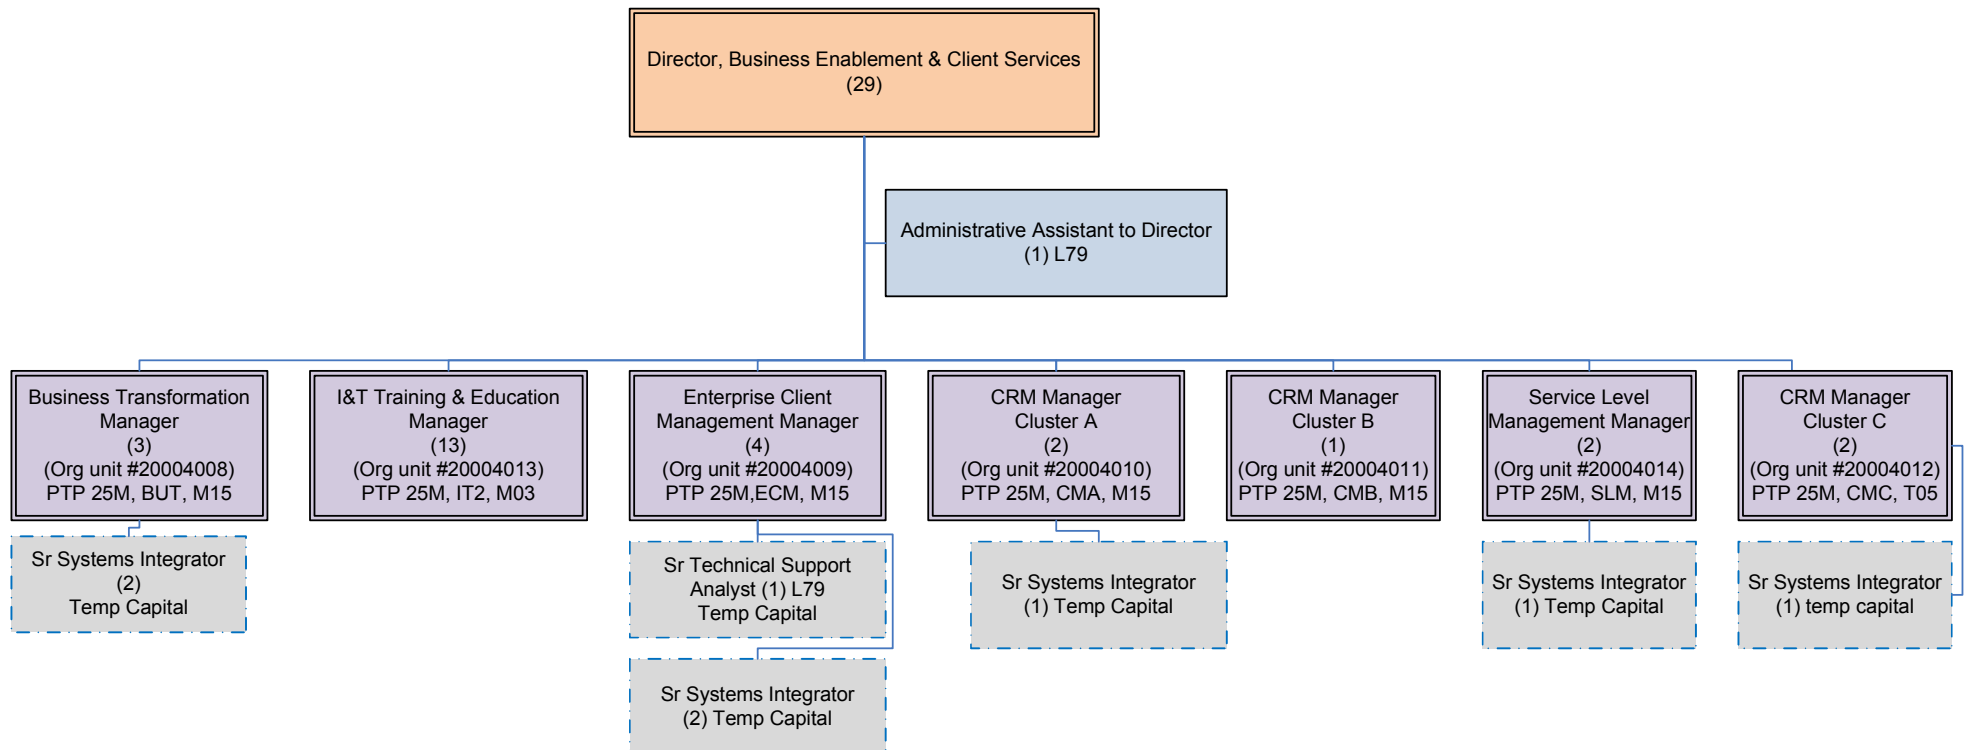 Director, Business Enablement & Client Services
(29)
Administrative Assistant to Director
(1) L79
Business Transformation
Manager
(3)
(Org unit #20004008)
PTP 25M, BUT, M15
I&T Training & Education
Manager
(13)
(Org unit #20004013)
PTP 25M, IT2, M03
Enterprise Client
Management Manager
(4)
(Org unit #20004009)
PTP 25M,ECM, M15
CRM Manager
Cluster A
(2)
(Org unit #20004010)
PTP 25M, CMA, M15
CRM Manager
Cluster B
(1)
(Org unit #20004011)
PTP 25M, CMB, M15
Service Level
Management Manager
(2)
(Org unit #20004014)
PTP 25M, SLM, M15
CRM Manager
Cluster C
(2)
(Org unit #20004012)
PTP 25M, CMC, T05
Sr Systems Integrator
(2)
Temp Capital
Sr Technical Support
Analyst (1) L79
Temp Capital
Sr Systems Integrator
(2) Temp Capital
Sr Systems Integrator
(1) Temp Capital
Sr Systems Integrator
(1) Temp Capital
Sr Systems Integrator
(1) temp capital